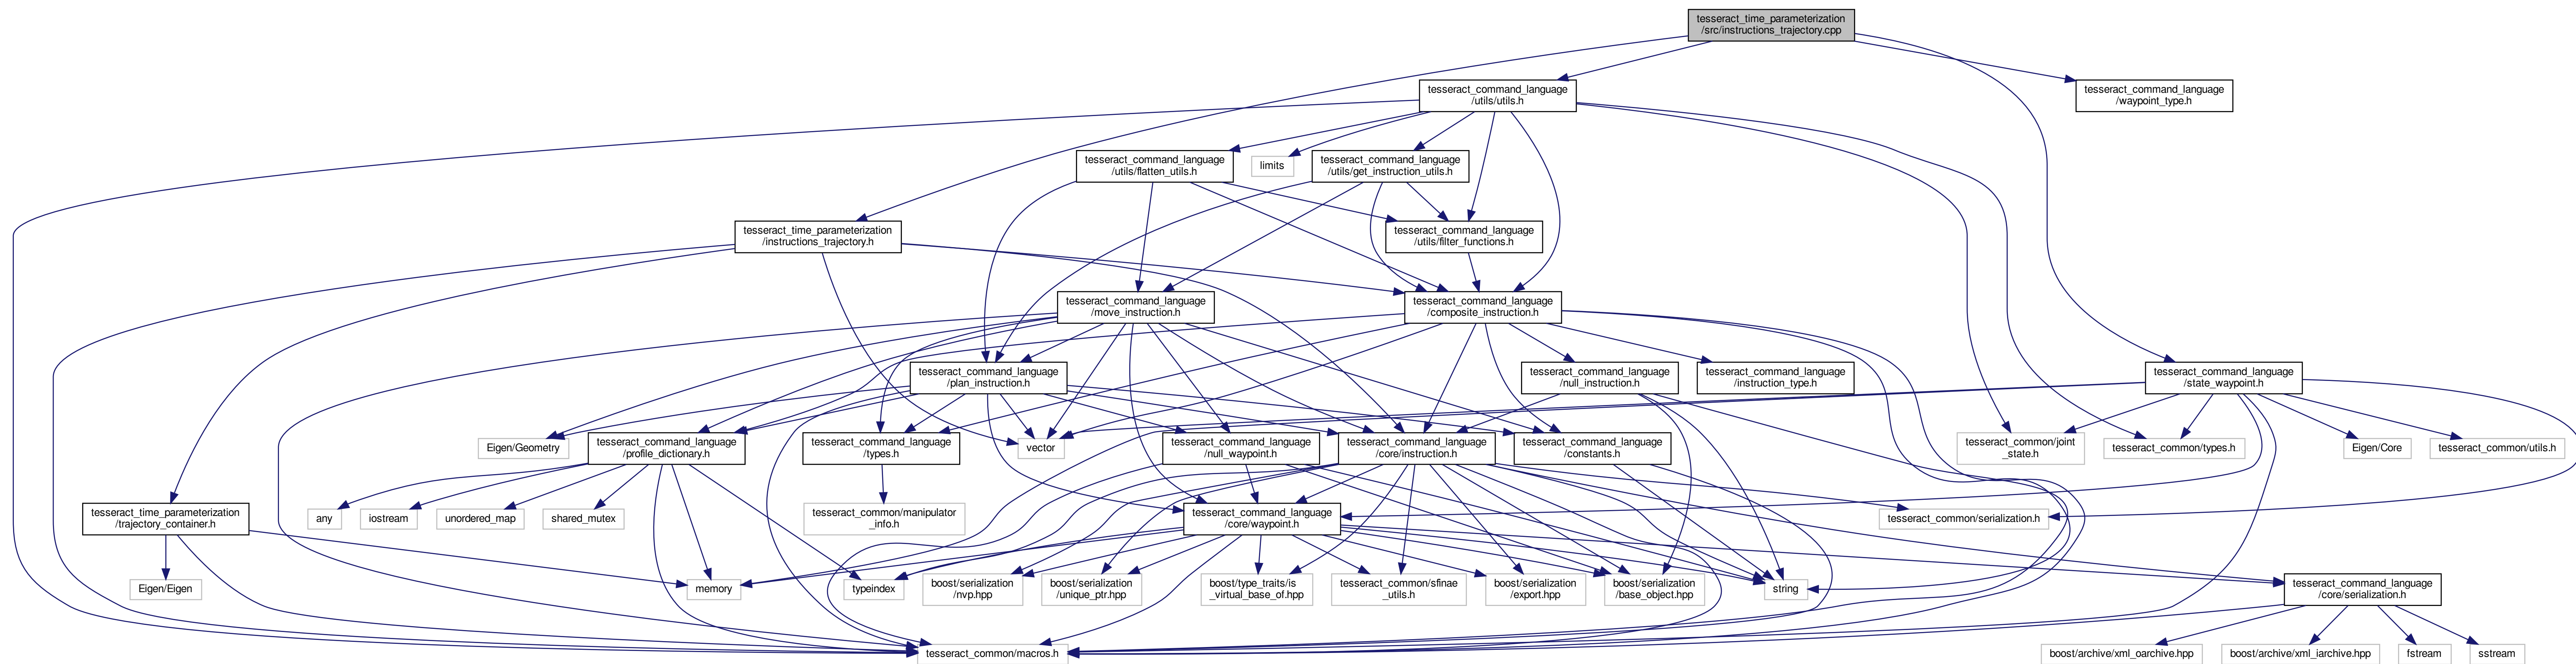 tesseract_time_parameterization
/src/instructions_trajectory.cpp
tesseract_command_language
/utils/utils.h
tesseract_command_language
/waypoint_type.h
tesseract_command_language
/utils/flatten_utils.h
limits
tesseract_command_language
/utils/get_instruction_utils.h
tesseract_time_parameterization
/instructions_trajectory.h
tesseract_command_language
/utils/filter_functions.h
tesseract_command_language
/move_instruction.h
tesseract_command_language
/composite_instruction.h
tesseract_command_language
/plan_instruction.h
tesseract_command_language
/null_instruction.h
tesseract_command_language
/instruction_type.h
tesseract_command_language
/state_waypoint.h
Eigen/Geometry
tesseract_command_language
/profile_dictionary.h
tesseract_command_language
/types.h
vector
tesseract_command_language
/null_waypoint.h
tesseract_command_language
/core/instruction.h
tesseract_command_language
/constants.h
tesseract_common/joint
_state.h
tesseract_common/types.h
Eigen/Core
tesseract_common/utils.h
tesseract_time_parameterization
/trajectory_container.h
any
iostream
unordered_map
shared_mutex
tesseract_common/manipulator
_info.h
tesseract_command_language
/core/waypoint.h
tesseract_common/serialization.h
Eigen/Eigen
memory
typeindex
boost/serialization
/nvp.hpp
boost/serialization
/unique_ptr.hpp
boost/type_traits/is
_virtual_base_of.hpp
tesseract_common/sfinae
_utils.h
boost/serialization
/export.hpp
boost/serialization
/base_object.hpp
string
tesseract_command_language
/core/serialization.h
tesseract_common/macros.h
boost/archive/xml_oarchive.hpp
boost/archive/xml_iarchive.hpp
fstream
sstream